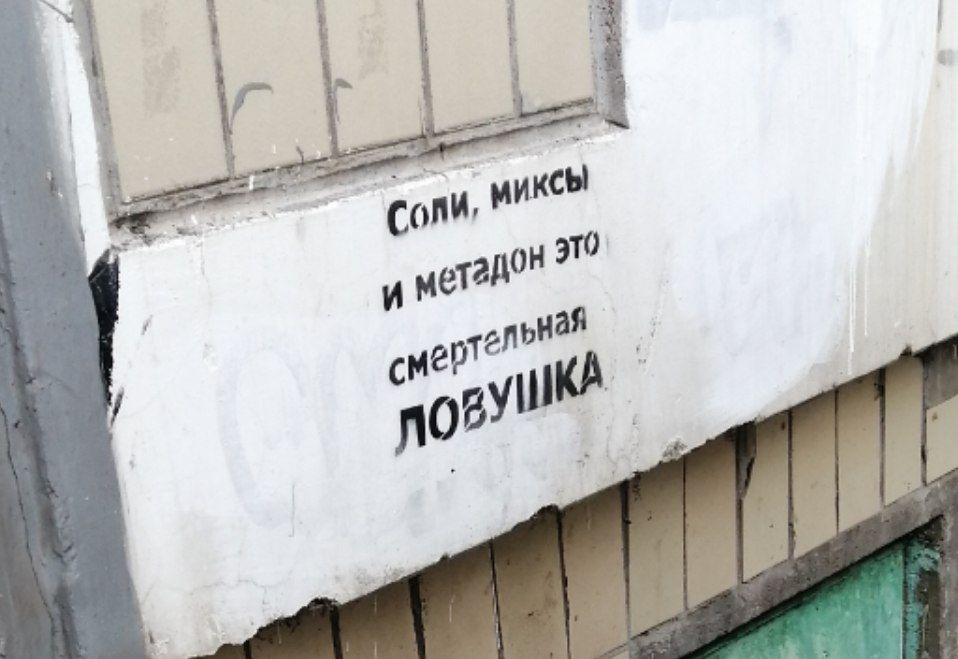 Соли, миксы
и метадон это
смертельная
ЛОВУШКА